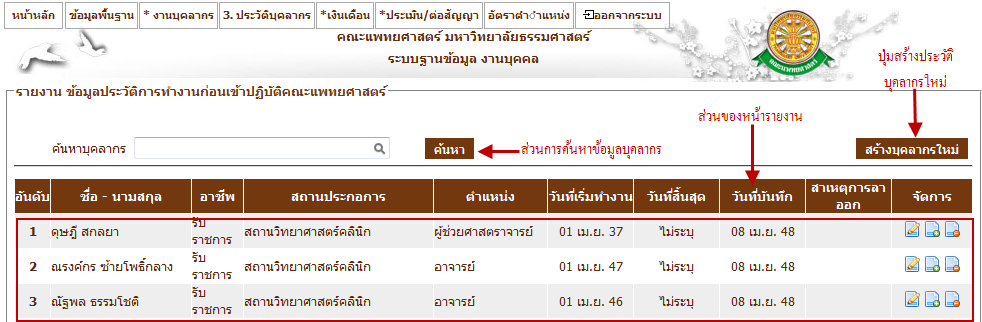 หน้าหลัก ข้อมูลพื้นฐาน * งานบุคลากร 3. ประวัติบุคลากร *เงินเดือน *ประเมิน/ต่อสัญญา อัตราตำแหน่ง ออกจากระบบ
คณะแพทยศาสตร์ มหาวิทยาลัยธรรมศาสตร์
ระบบฐานข้อมูล งานบุคคล
คณะแพทยศาสตร์
ปุ่มสร้างประวัติ
บุคลากรใหม่
รายงาน ข้อมูลประวัติการทำงานก่อนเข้าปฏิบัติคณะแพทยศาสตร์
ส่วนของหน้ารายงาน
ค้นหาบุคลากร ค้นหา ส่วนการค้นหาข้อมูลบุคลากร สร้างบุคลากรใหม่
อันดับ ชื่อ - นามสกุล อาชีพ สถานประกอการ ตำแหน่ง วันที่เริ่มทำงาน วันที่สิ้นสุด วันที่บันทึก สาเหตุการลา จัดการ
ออก
1 ดุษฎี สกลยา รับ สถานวิทยาศาสตร์คลินิก ผู้ช่วยศาสตราจารย์ 01 เม.ย. 37 ไม่ระบุ 08 เม.ย. 48
ราชการ
2 ณรงค์กร ซ้ายโพธิ์กลาง รับ สถานวิทยาศาสตร์คลินิก อาจารย์ 01 เม.ย. 47 ไม่ระบุ 08 เม.ย. 48
ราชการ
3 ณัฐพล ธรรมโชติ รับ สถานวิทยาศาสตร์คลินิก อาจารย์ 01 เม.ย. 46 ไม่ระบุ 08 เม.ย. 48
ราชการ